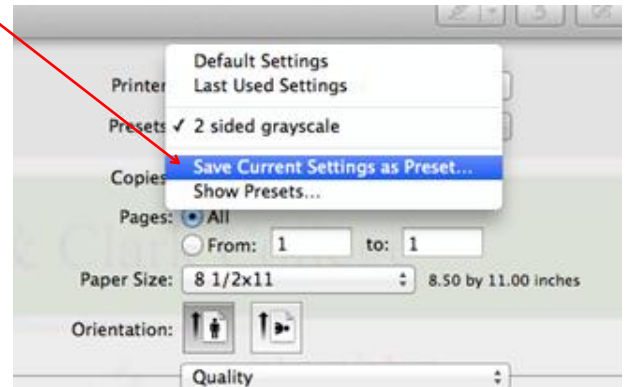 Default Settings
Printer Last Used Settings
Presets ✓ 2 sided grayscale
Save Current Settings as Preset...
Copies
Show Presets...
Pages: All
From: 1 to: 1
Paper Size: 8 1/2x11 8.50 by 11.00 inches
Orientation:
Quality